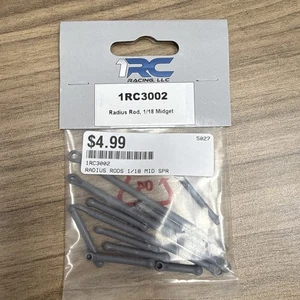 1RC
RACING, LLC
1RC3002
Radius Rod, 1/18 Midget
$4.99
5027
1RC3002
RADIUS RODS 1/18 MID SPR